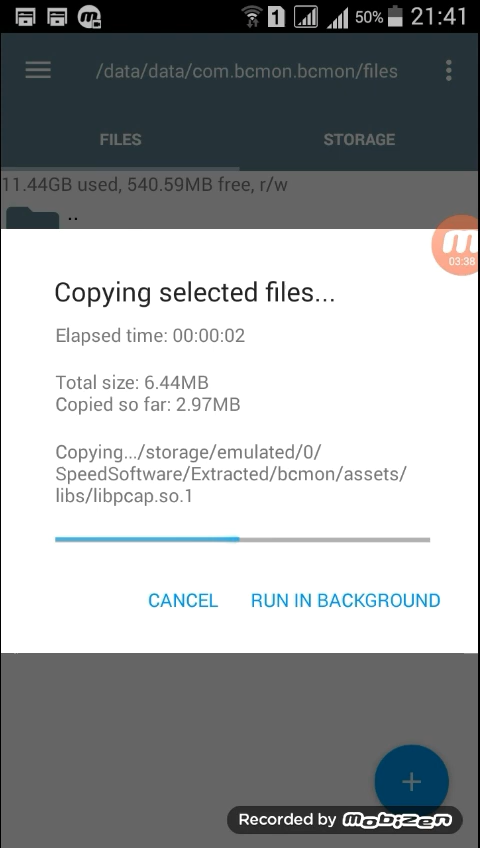 1 50% 21:41
/data/data/com.bcmon.bcmon/files
FILES STORAGE
11.44GB used, 540.59MB free, r/w
..
03:38
Copying selected files...
Elapsed time: 00:00:02
Total size: 6.44MB
Copied so far: 2.97MB
Copying.../storage/emulated/0/
SpeedSoftware/Extracted/bcmon/assets/
libs/libpcap.so.1
CANCEL RUN IN BACKGROUND
Recorded by Mobizen